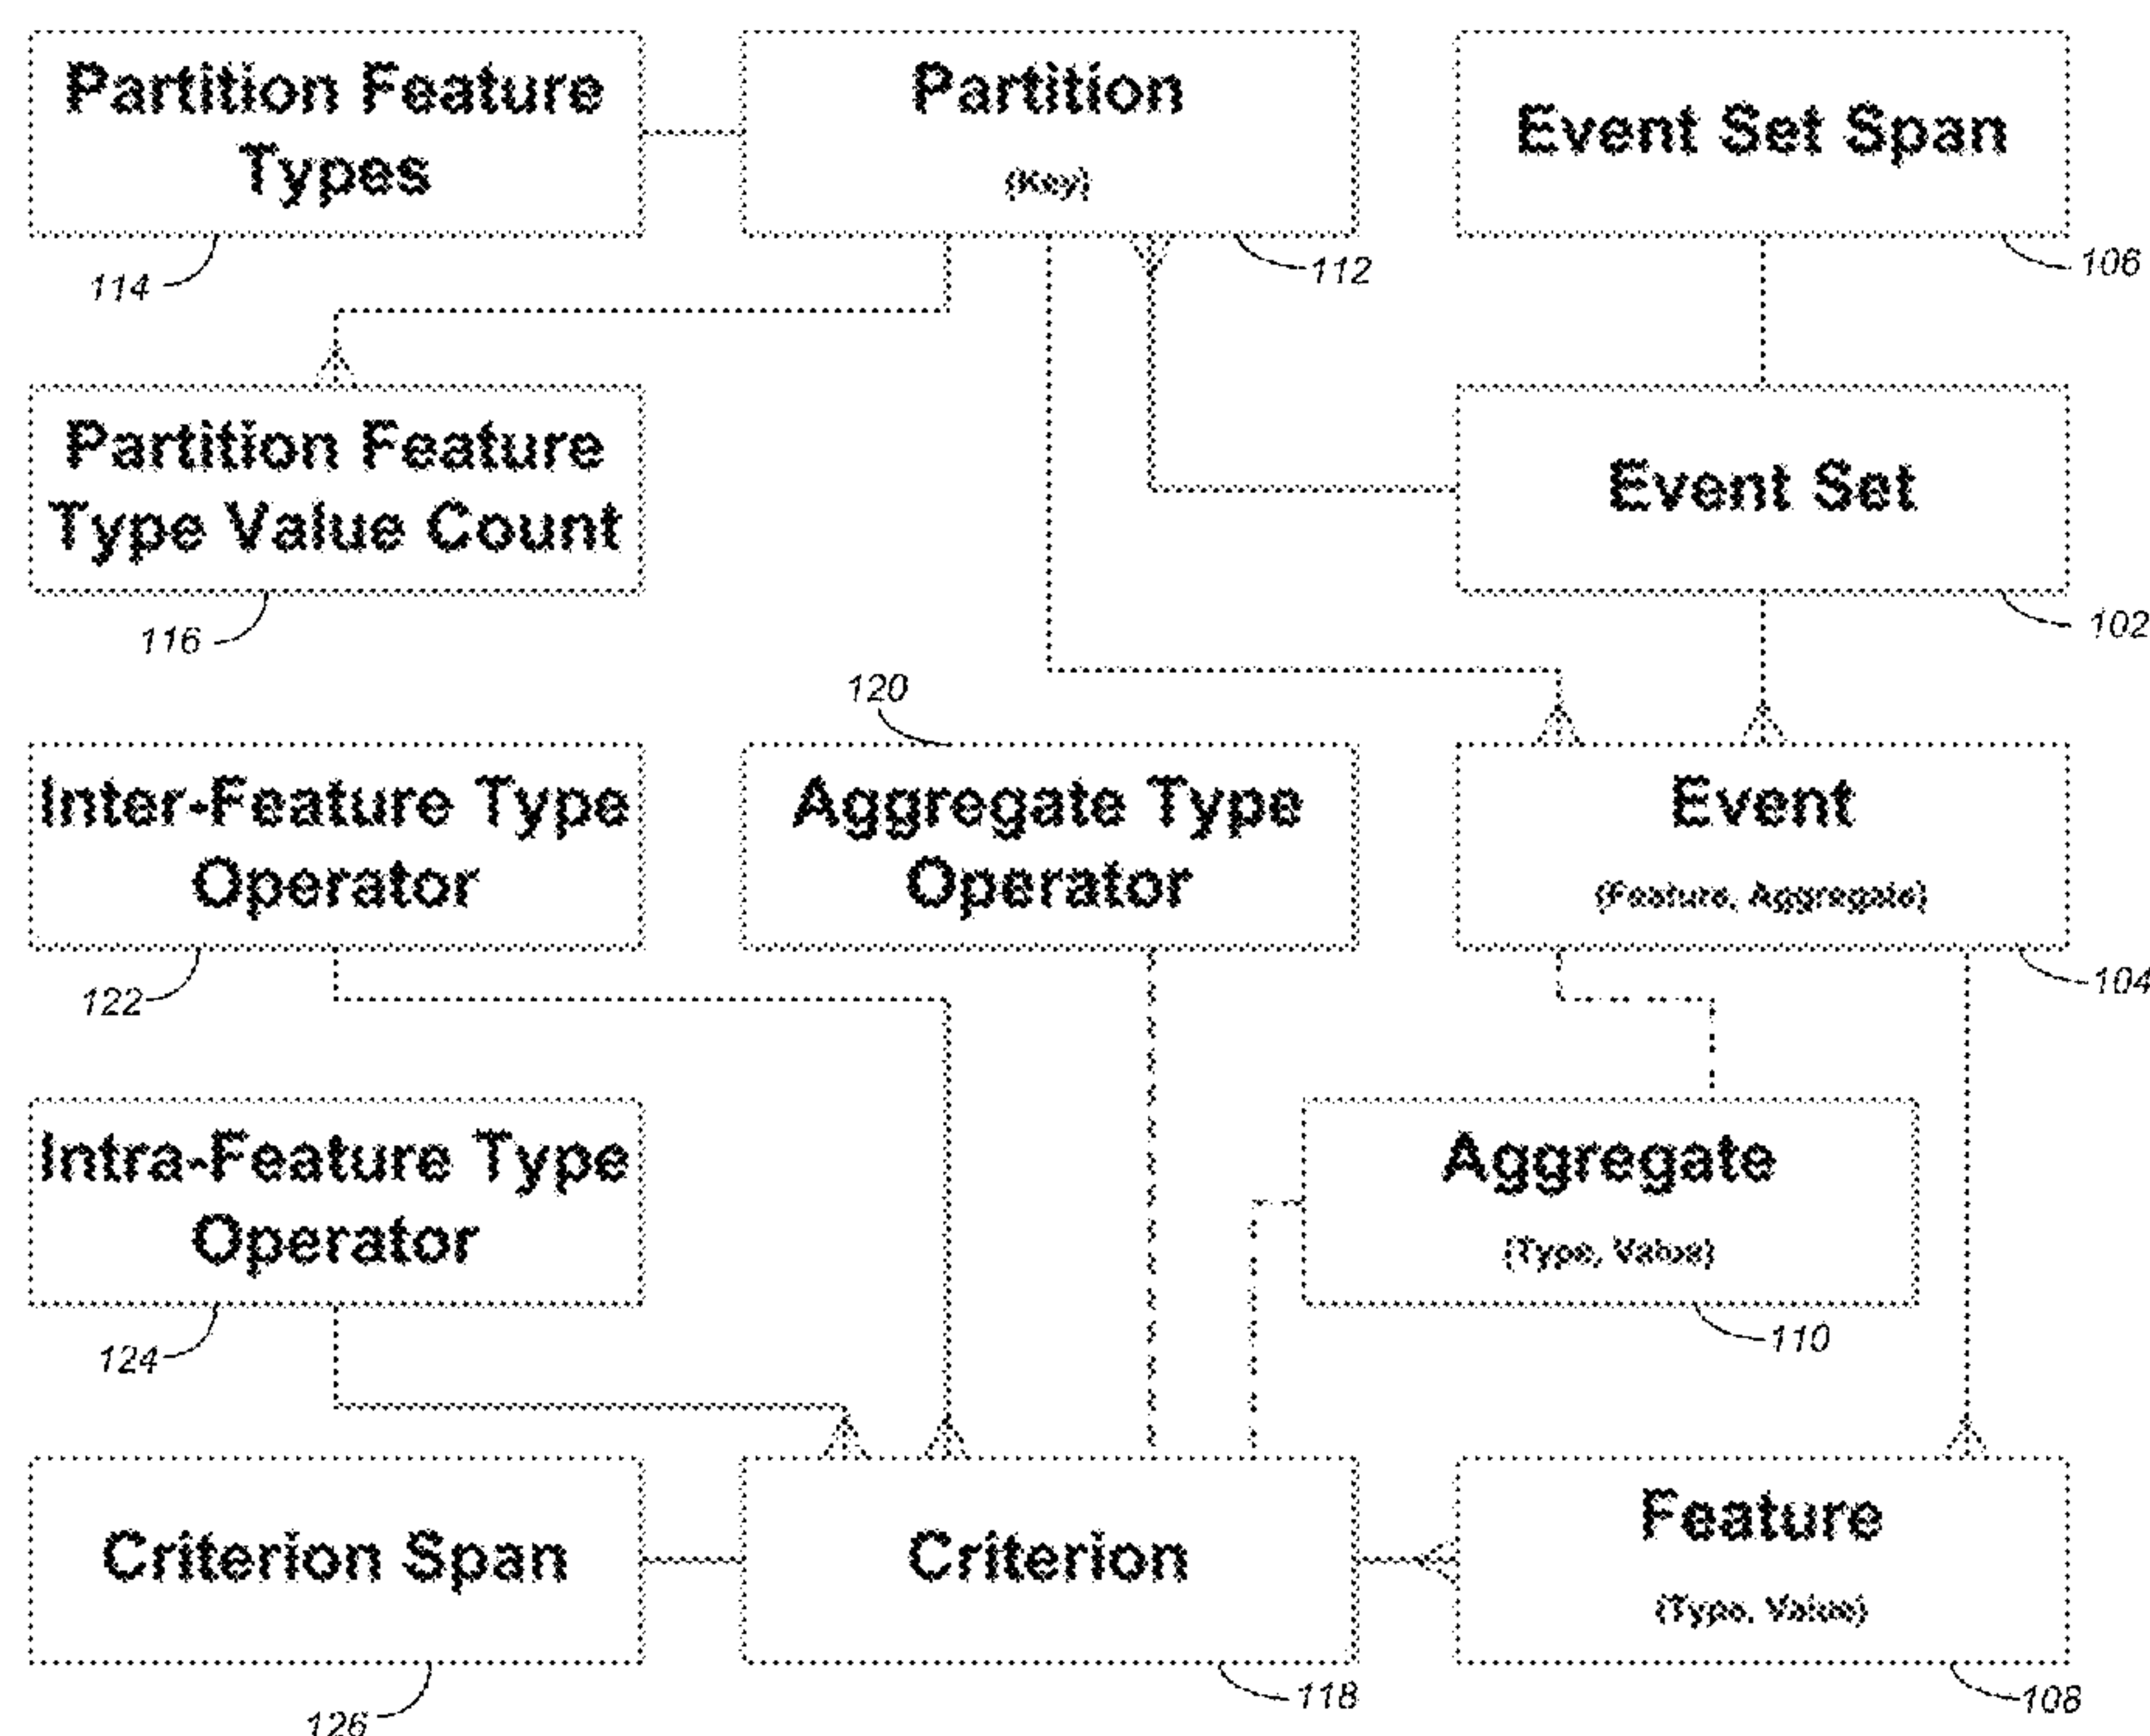 Partition Feature
Types
114
Partition
(Key)
112
Event Set Span
106
Partition Feature
Type Value Count
116
Event Set
102
Inter-Feature Type
Operator
122
120
Aggregate Type
Operator
Event
(Feature, Aggregate)
104
Intra-Feature Type
Operator
124
Aggregate
(Type, Value)
110
Criterion Span
126
Criterion
118
Feature
(Type, Value)
108